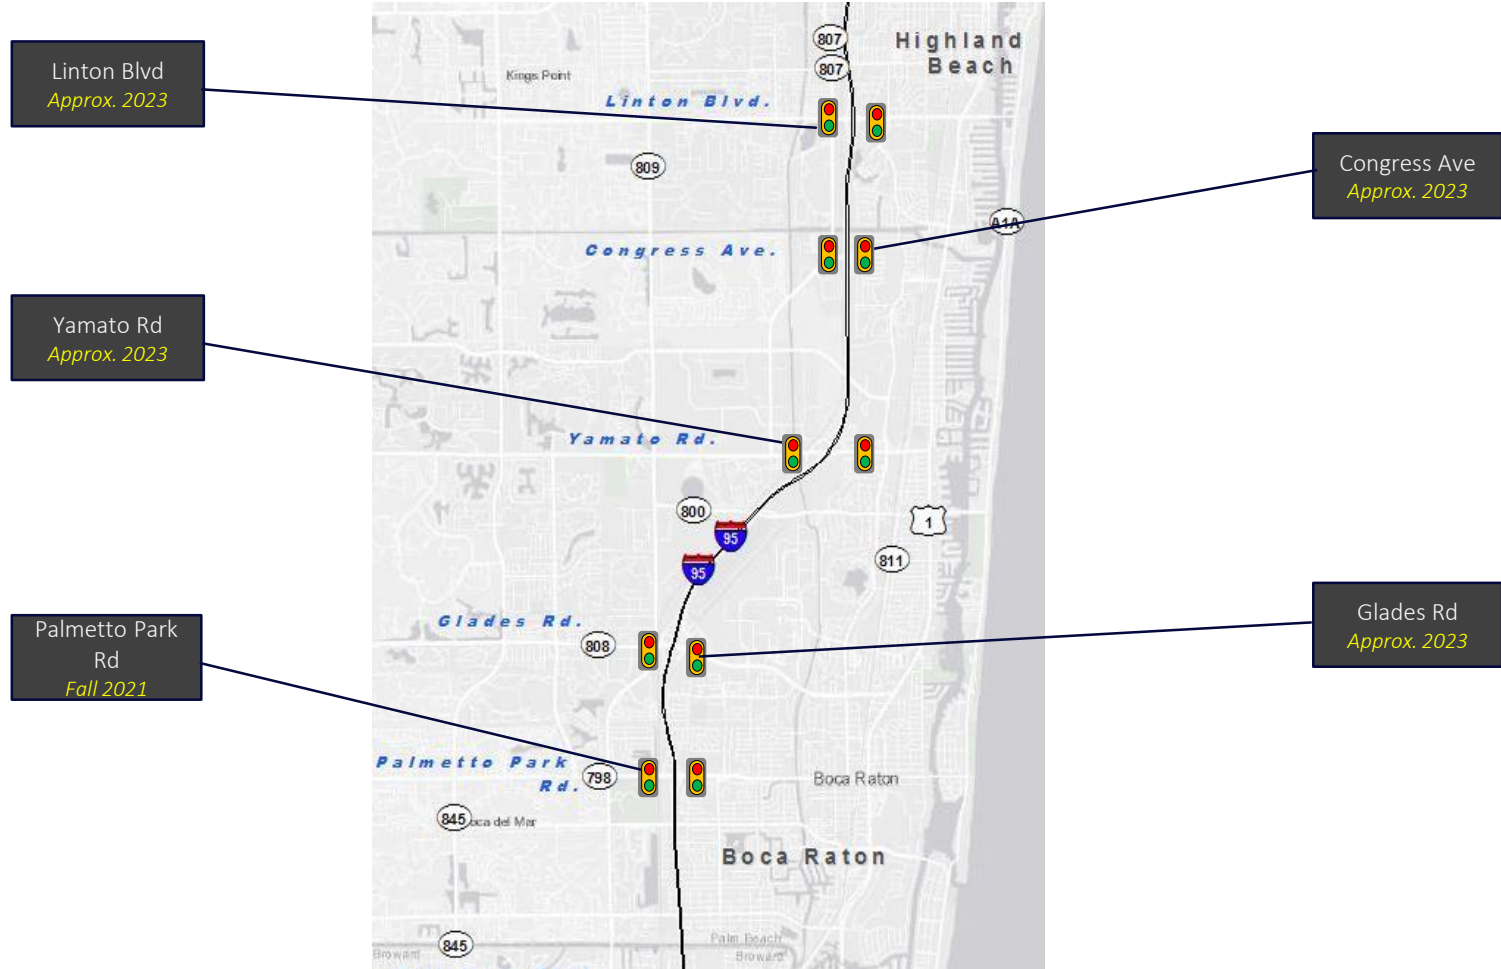 Linton Blvd
Approx. 2023
Yamato Rd
Approx. 2023
Palmetto Park
Rd
Fall 2021
807
Highland
Beach
807
Kings Point
Linton Blvd.
809
A1A
Congress Ave.
Yamato Rd.
800
95
1
95
811
Glades Rd.
808
Palmetto Park
Rd.
798
Boca Raton
845
aca del Mar
Boca Raton
845
Palm Beach
Broward
Broward
Congress Ave
Approx. 2023
Glades Rd
Approx. 2023